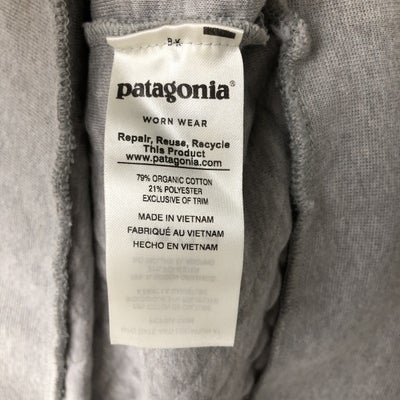 B-K
patagonia®
WORN WEAR
Repair, Reuse, Recycle
This Product
www.patagonia.com
79% ORGANIC COTTON
21% POLYESTER
EXCLUSIVE OF TRIM
MADE IN VIETNAM
FABRIQUÉ AU VIETNAM
HECHO EN VIETNAM